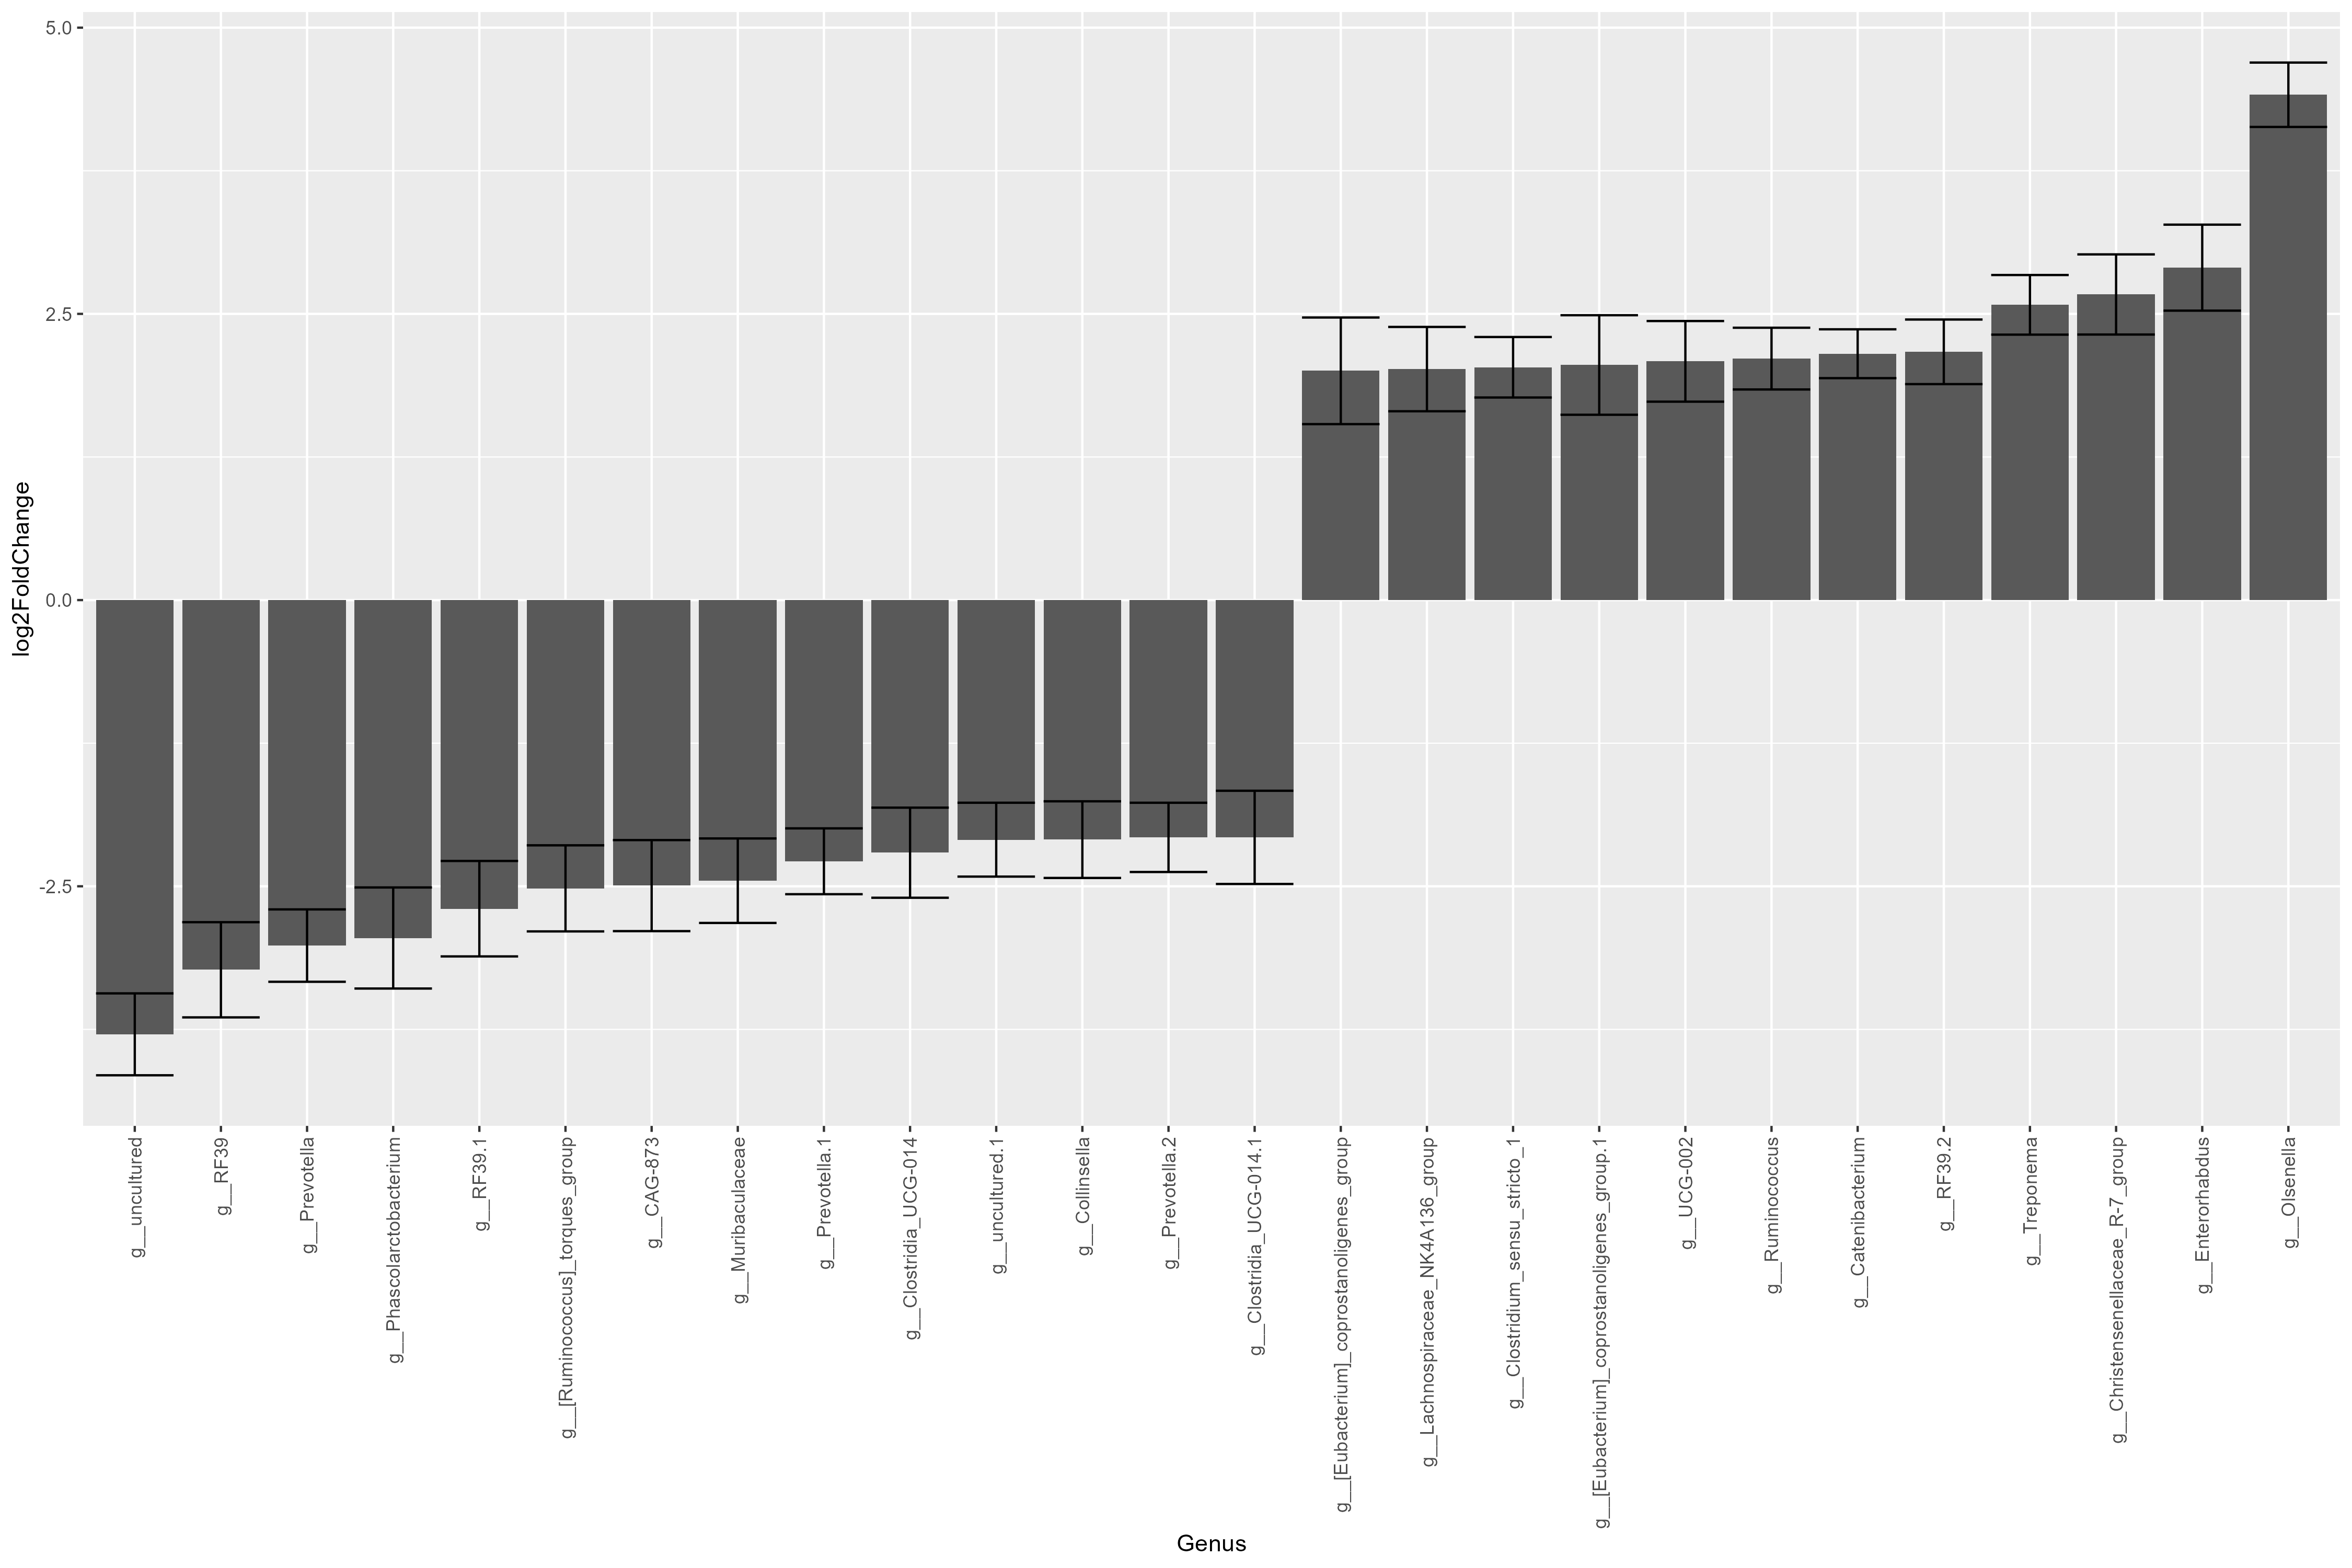 log2FoldChange
5.0
2.5
0.0
-2.5
g__uncultured
g__RF39
g__Prevotella
g__Phascolarctobacterium
g__RF39.1
g__[Ruminococcus]_torques_group
g__CAG-873
g__Muribaculaceae
g__Prevotella.1
g__Clostridia_UCG-014
g__uncultured.1
g__Collinsella
g__Prevotella.2
g__Clostridia_UCG-014.1
g__[Eubacterium]_coprostanoligenes_group
g__Lachnospiraceae_NK4A136_group
g__Clostridium_sensu_stricto_1
g__[Eubacterium]_coprostanoligenes_group.1
g__UCG-002
g__Ruminococcus
g__Catenibacterium
g__RF39.2
g__Treponema
g__Christensenellaceae_R-7_group
g__Enterorhabdus
g__Olsenella
Genus